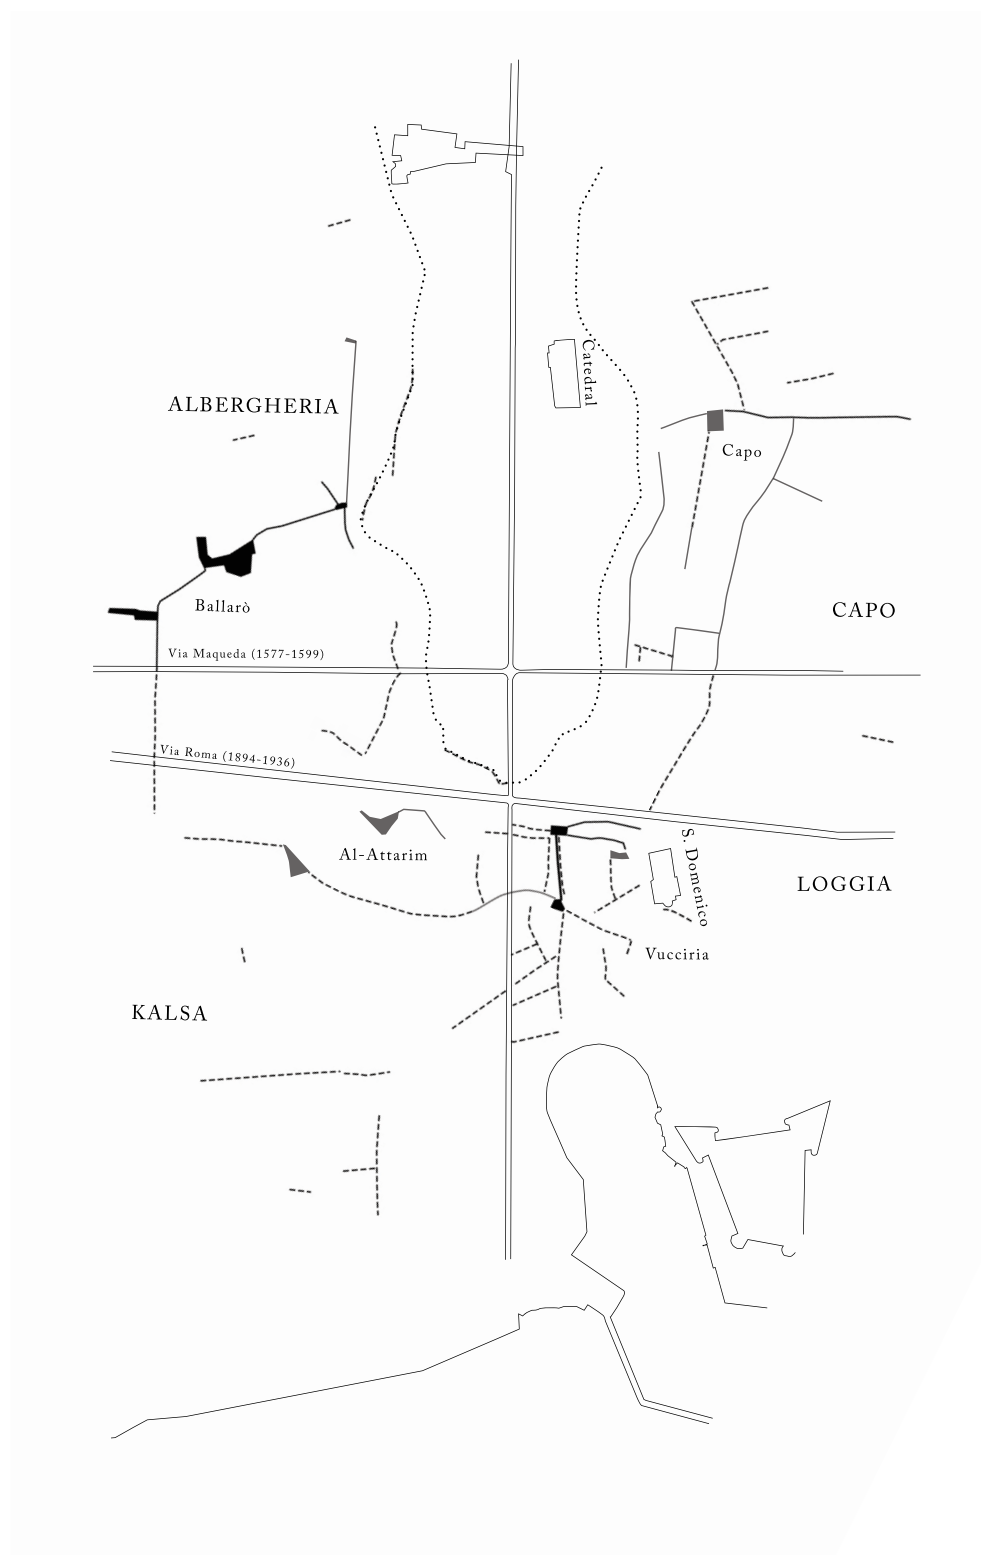 Catedral
ALBERGHERIA
Capo
Ballarò
CAPO
Via Maqueda (1577-1599)
Via Roma (1894-1936)
Al-Attarim
S. Domenico
LOGGIA
Vucciria
KALSA